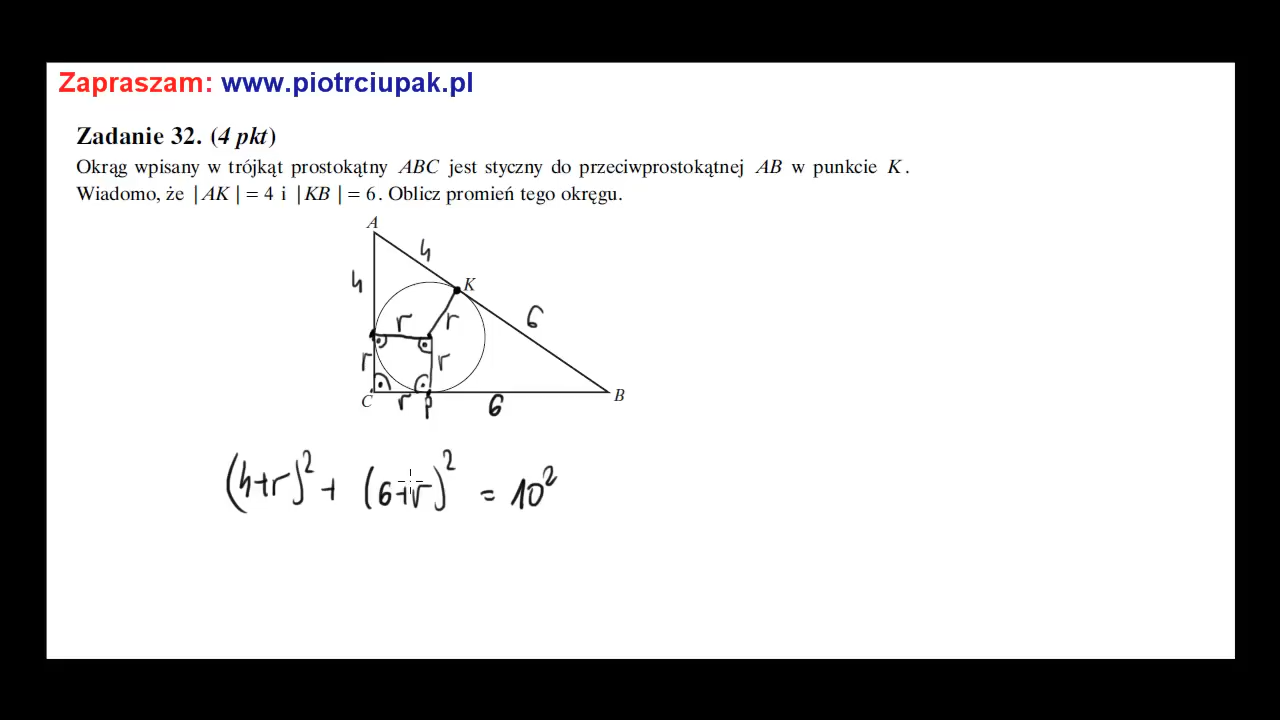 Zapraszam: www.piotrciupak.pl
Zadanie 32. (4 pkt)
Okrąg wpisany w trójkąt prostokątny ABC jest styczny do przeciwprostokątnej AB w punkcie K.
Wiadomo, że |AK| = 4 i |KB| = 6. Oblicz promień tego okręgu.
A
4
4
K
6
r
r
r
r
C
r
P
6
B
(4+r)² + (6+r)² = 10²